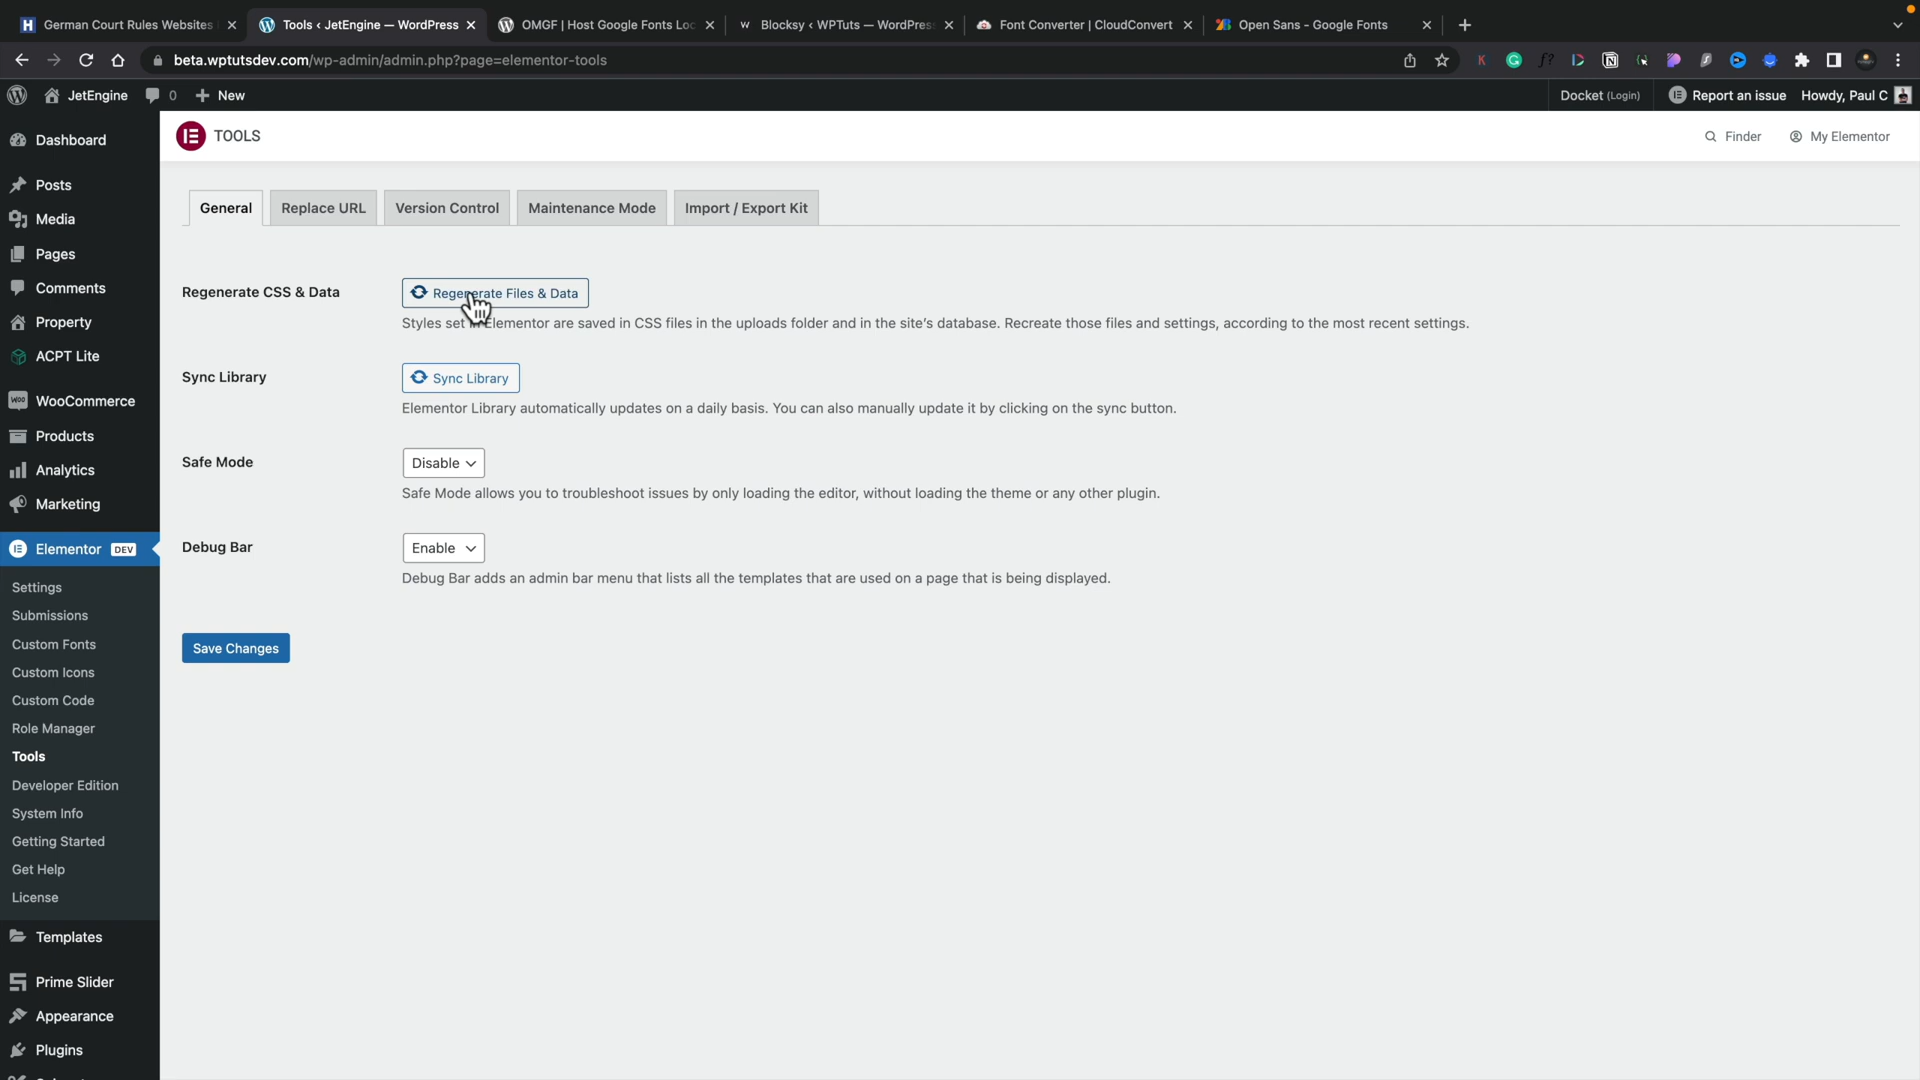 German Court Rules Websites
Tools < JetEngine — WordPress
OMGF | Host Google Fonts Loc
W Blocksy < WPTuts — WordPress
Font Converter | CloudConvert
Open Sans - Google Fonts
beta.wptutsdev.com/wp-admin/admin.php?page=elementor-tools
JetEngine 0 New
Docket (Login) Report an issue Howdy, Paul C
Dashboard
Posts
Media
Pages
Comments
Property
ACPT Lite
WooCommerce
Products
Analytics
Marketing
Elementor DEV
Settings
Submissions
Custom Fonts
Custom Icons
Custom Code
Role Manager
Tools
Developer Edition
System Info
Getting Started
Get Help
License
Templates
Prime Slider
Appearance
Plugins
TOOLS
Finder My Elementor
General Replace URL Version Control Maintenance Mode Import / Export Kit
Regenerate CSS & Data Regenerate Files & Data
Styles set in Elementor are saved in CSS files in the uploads folder and in the site's database. Recreate those files and settings, according to the most recent settings.
Sync Library Sync Library
Elementor Library automatically updates on a daily basis. You can also manually update it by clicking on the sync button.
Safe Mode Disable
Safe Mode allows you to troubleshoot issues by only loading the editor, without loading the theme or any other plugin.
Debug Bar Enable
Debug Bar adds an admin bar menu that lists all the templates that are used on a page that is being displayed.
Save Changes